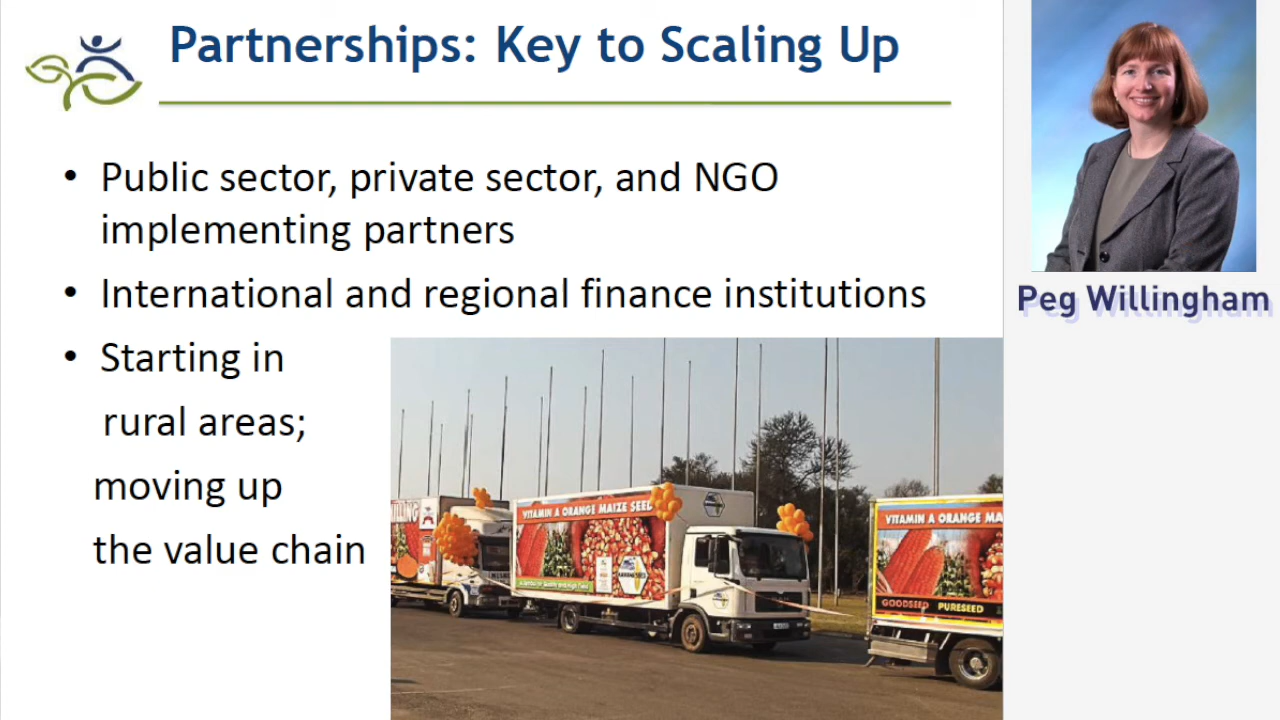 Partnerships: Key to Scaling Up
• Public sector, private sector, and NGO
implementing partners
• International and regional finance institutions
• Starting in
rural areas;
moving up
the value chain
Peg Willingham
VITAMIN A ORANGE MAIZE SEED
VITAMIN A ORANGE MA
GOODSEED PURESEED